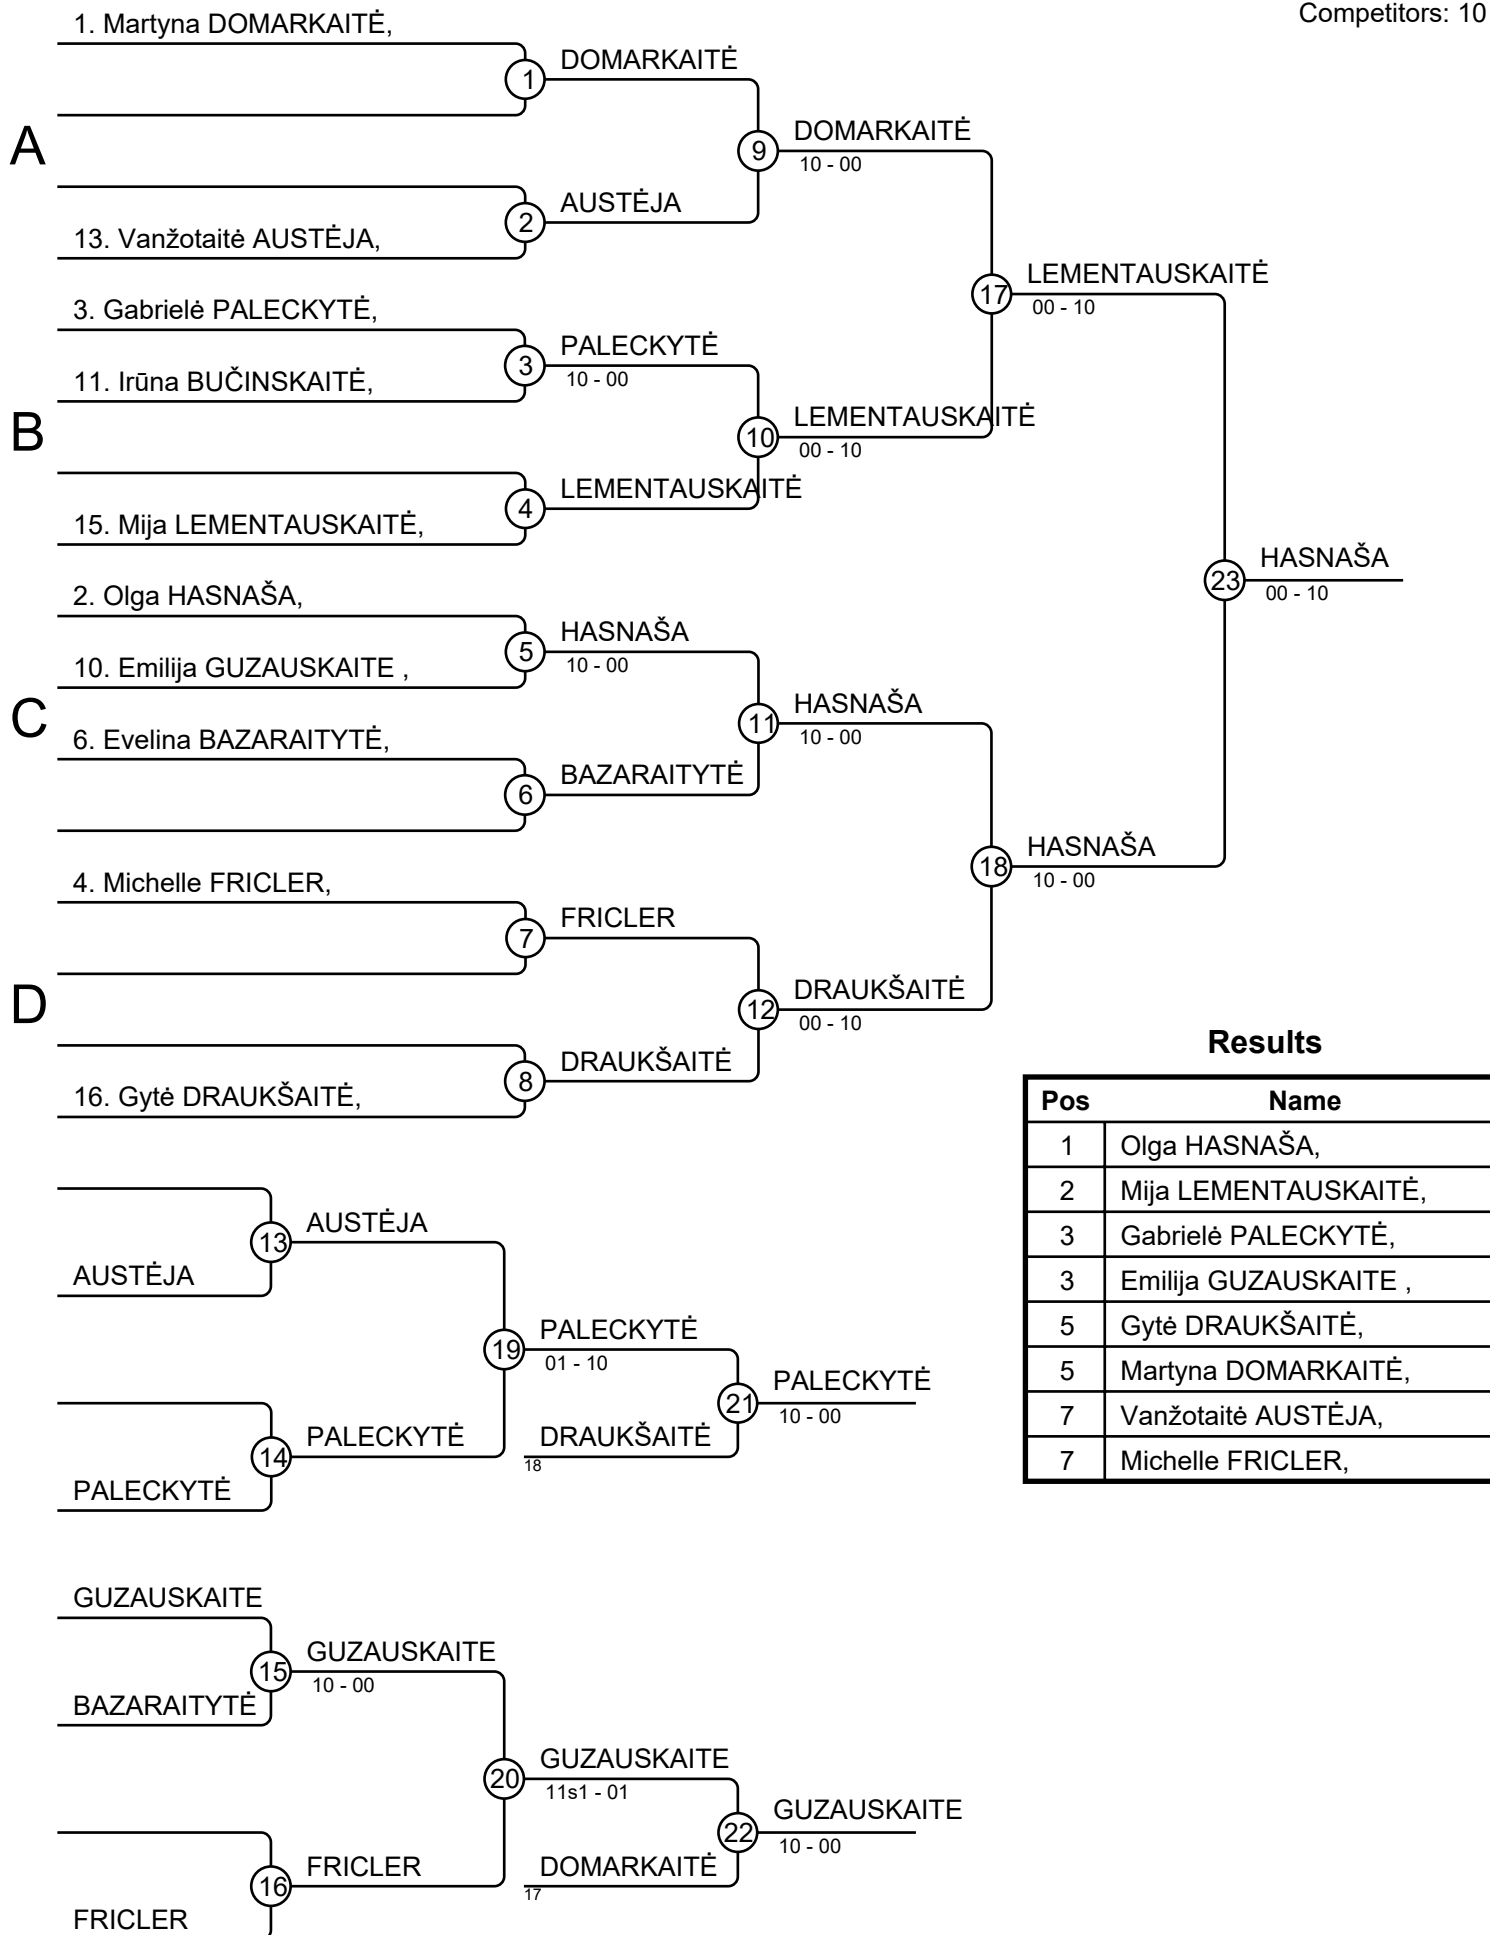 Competitors: 10
1. Martyna DOMARKAITĖ,
1
DOMARKAITĖ
A
9
DOMARKAITĖ
10 - 00
2
AUSTĖJA
13. Vanžotaitė AUSTĖJA,
17
LEMENTAUSKAITĖ
00 - 10
3. Gabrielė PALECKYTĖ,
3
PALECKYTĖ
10 - 00
11. Irūna BUČINSKAITĖ,
B
10
LEMENTAUSKAITĖ
00 - 10
4
LEMENTAUSKAITĖ
15. Mija LEMENTAUSKAITĖ,
23
HASNAŠA
00 - 10
2. Olga HASNAŠA,
5
HASNAŠA
10 - 00
10. Emilija GUZAUSKAITE ,
C
11
HASNAŠA
10 - 00
6. Evelina BAZARAITYTĖ,
6
BAZARAITYTĖ
18
HASNAŠA
10 - 00
4. Michelle FRICLER,
7
FRICLER
D
12
DRAUKŠAITĖ
00 - 10
8
DRAUKŠAITĖ
16. Gytė DRAUKŠAITĖ,
Results
Pos Name
1 Olga HASNAŠA,
2 Mija LEMENTAUSKAITĖ,
3 Gabrielė PALECKYTĖ,
3 Emilija GUZAUSKAITE ,
5 Gytė DRAUKŠAITĖ,
5 Martyna DOMARKAITĖ,
7 Vanžotaitė AUSTĖJA,
7 Michelle FRICLER,
13
AUSTĖJA
AUSTĖJA
19
PALECKYTĖ
01 - 10
21
PALECKYTĖ
10 - 00
14
PALECKYTĖ
DRAUKŠAITĖ
18
PALECKYTĖ
GUZAUSKAITE
15
GUZAUSKAITE
10 - 00
BAZARAITYTĖ
20
GUZAUSKAITE
11s1 - 01
22
GUZAUSKAITE
10 - 00
16
FRICLER
DOMARKAITĖ
17
FRICLER